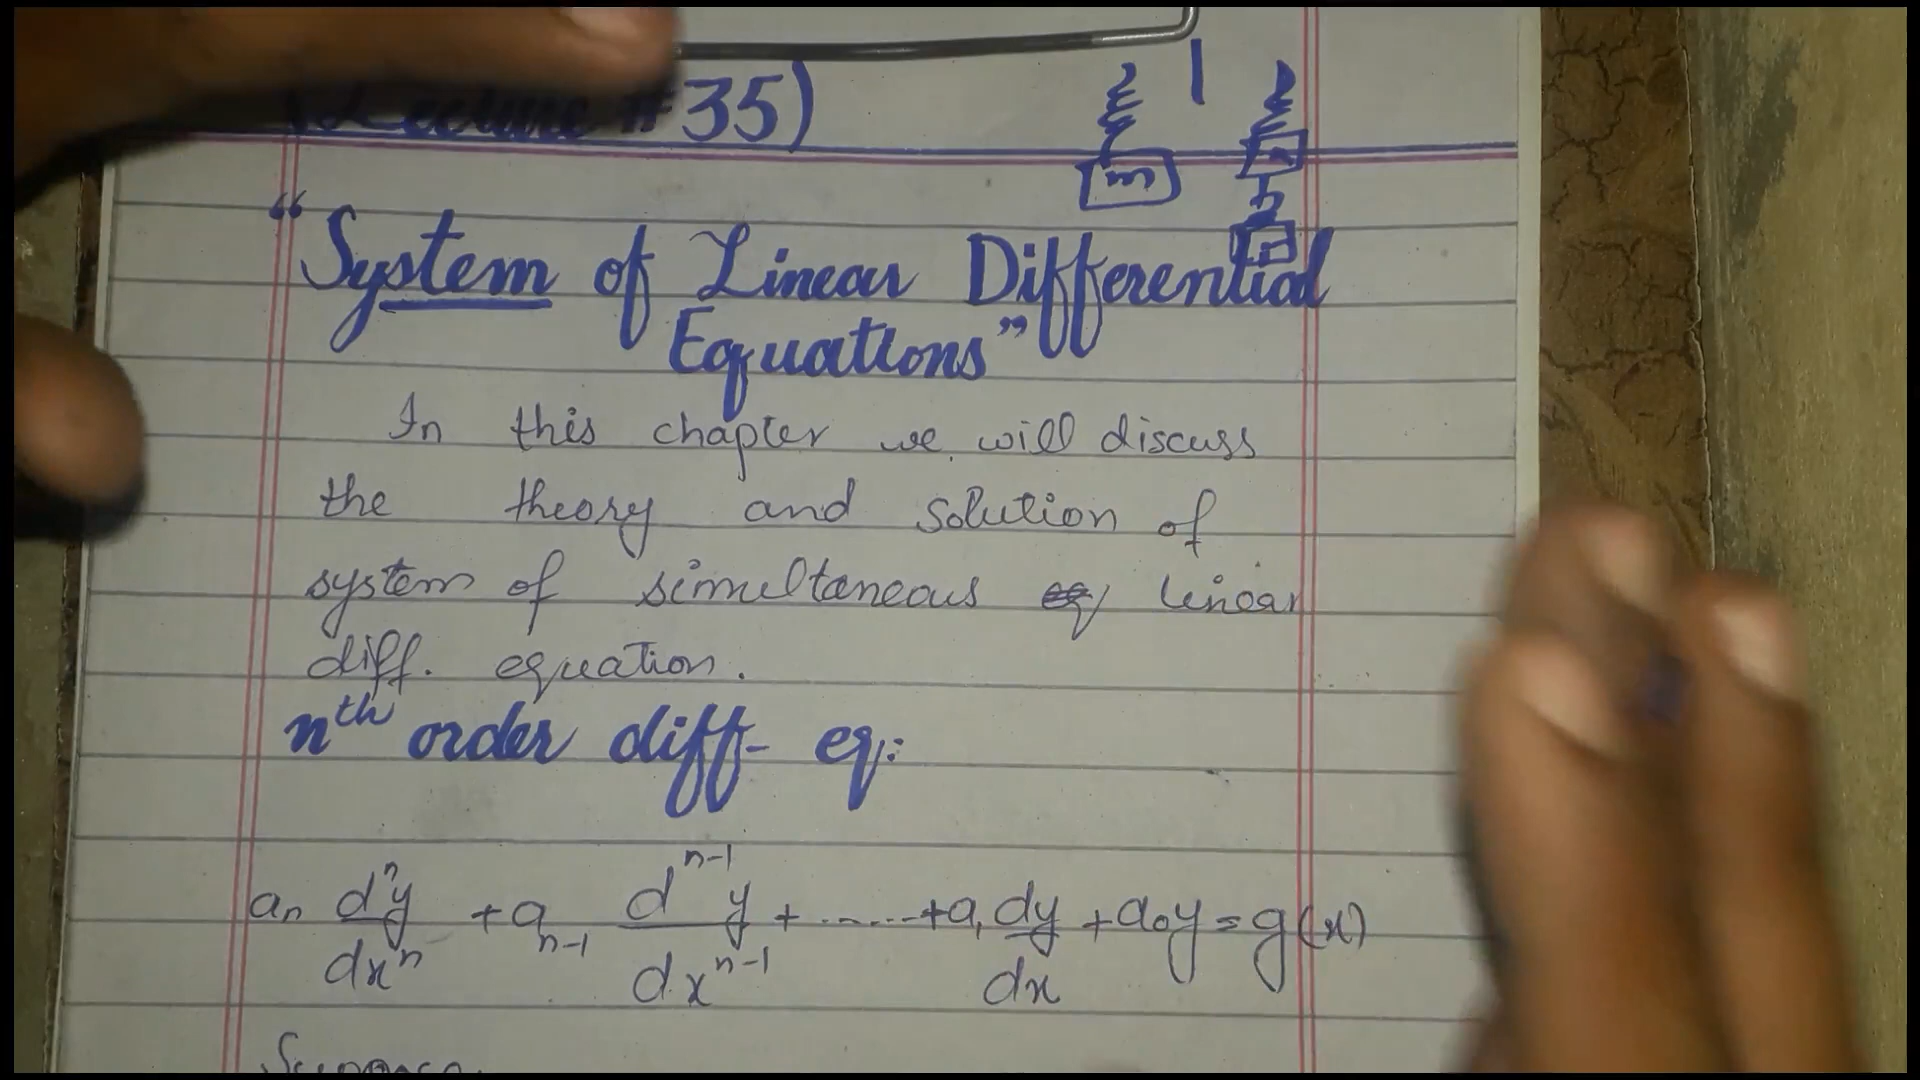 (Lecture #35)
m
"System of Linear Differential
Equations"
In this chapter we will discuss
the theory and solution of
system of simultaneous linear
diff. equation.
nth order diff- eq:
an dⁿy/dxⁿ + an-1 dⁿ⁻¹y/dxⁿ⁻¹ + ......+a₁ dy/dx + a₀y = g(x)
Suppose